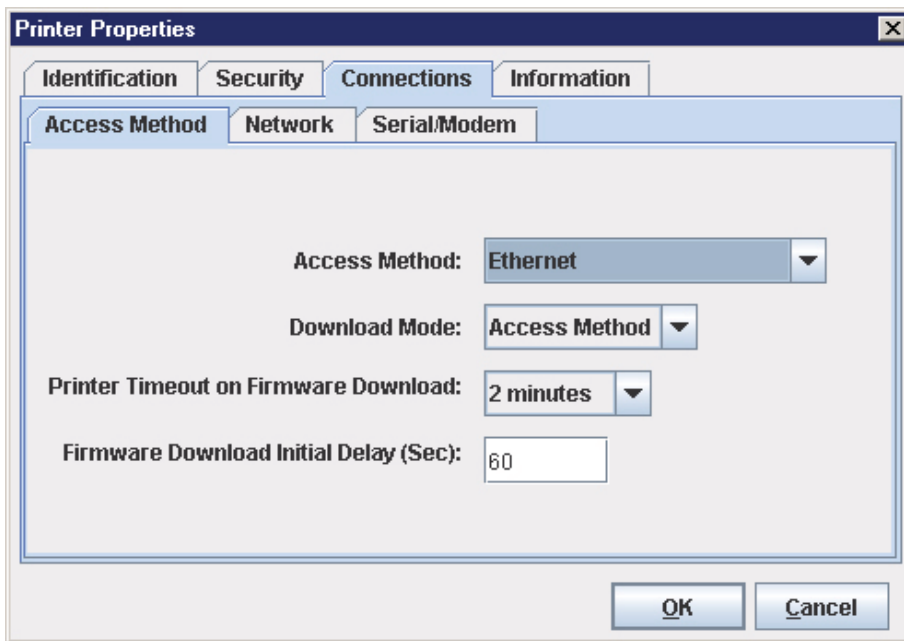 Printer Properties
Identification Security Connections Information
Access Method Network Serial/Modem
Access Method: Ethernet
Download Mode: Access Method
Printer Timeout on Firmware Download: 2 minutes
Firmware Download Initial Delay (Sec): 60
OK Cancel